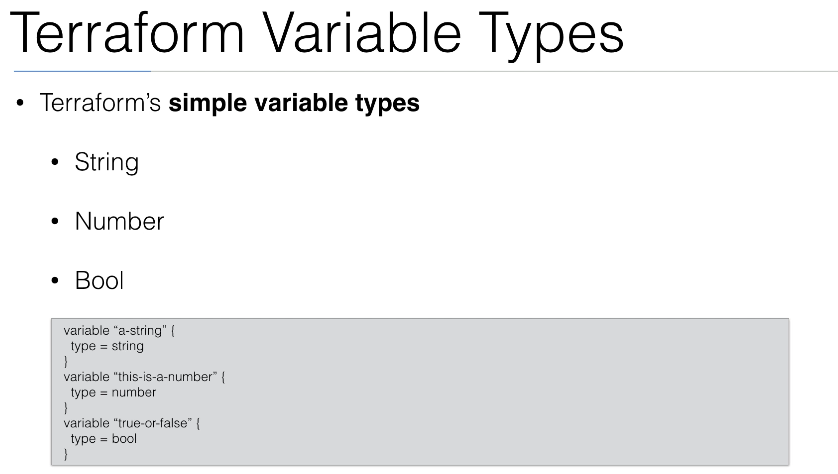 Terraform Variable Types
• Terraform’s simple variable types
• String
• Number
• Bool
variable “a-string” {
type = string
}
variable “this-is-a-number” {
type = number
}
variable “true-or-false” {
type = bool
}